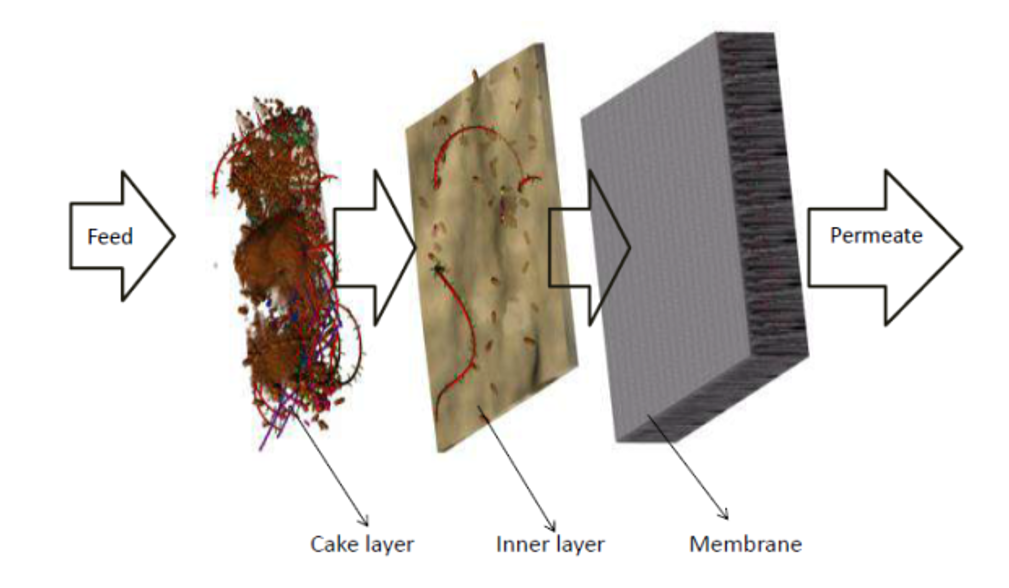 Feed
Permeate
Cake layer
Inner layer
Membrane